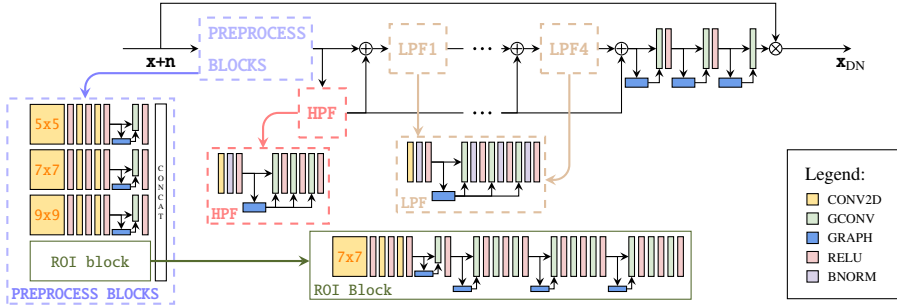 PREPROCESS
BLOCKS
LPF1
...
LPF4
x+n
x_DN
HPF
...
5x5
7x7
9x9
CONCAT
ROI block
PREPROCESS BLOCKS
HPF
LPF
7x7
ROI Block
Legend:
CONV2D
GCONV
GRAPH
RELU
BNORM